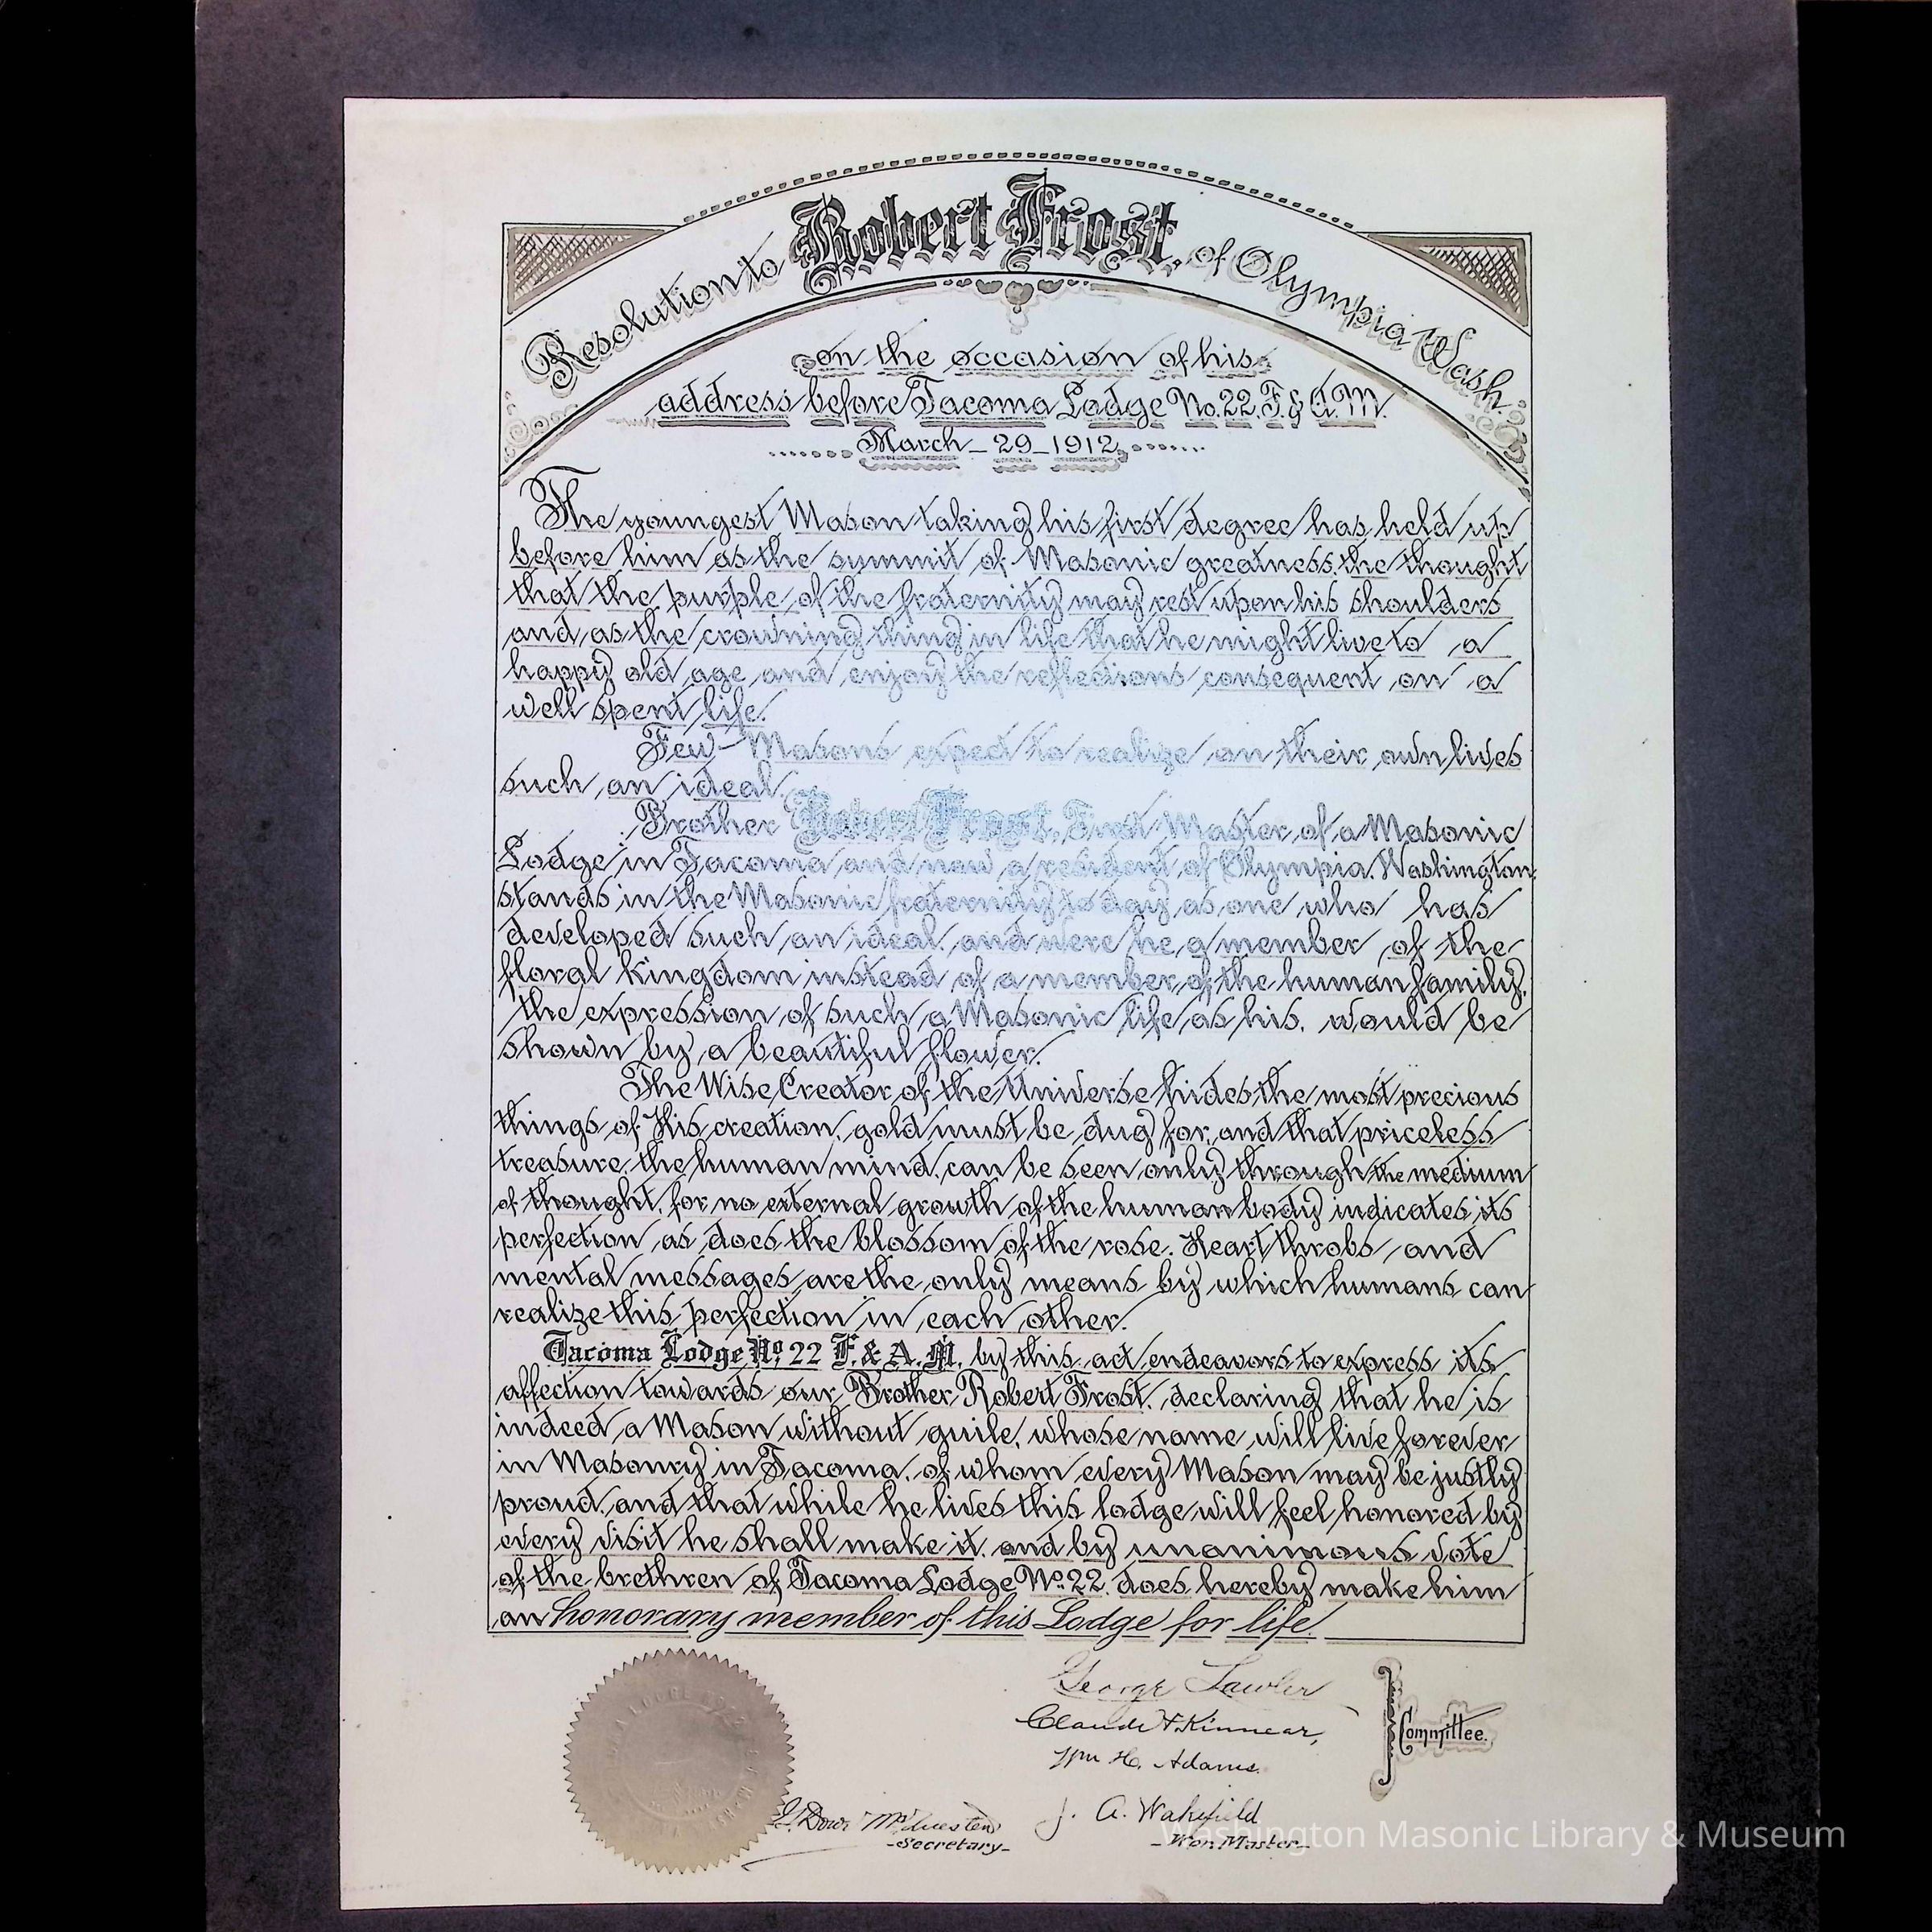 Resolution to Robert Frost, of Olympia Wash.
on the occasion of his
address before Tacoma Lodge No. 22 F. & A. M.
March - 29 - 1912
The youngest Mason taking his first degree has held up
before him as the summit of Masonic greatness, the thought
that the purple of the fraternity may rest upon his shoulders
and as the crowning thing in life that he might live to a
happy old age and enjoy the reflections consequent on a
well spent life.
Few Masons expect to realize on their own lives
such an ideal.
Brother Robert Frost, First Master of a Masonic
Lodge in Tacoma and now a resident of Olympia, Washington,
stands in the Masonic fraternity to day as one who has
developed such an ideal, and were he a member of the
floral kingdom instead of a member of the human family,
the expression of such a Masonic life as his, would be
shown by a beautiful flower.
The Wise Creator of the Universe hides the most precious
things of His creation, gold must be dug for, and that priceless
treasure, the human mind, can be seen only through the medium
of thought, for no external growth of the human body indicates its
perfection as does the blossom of the rose. Heart throbs and
mental messages are the only means by which humans can
realize this perfection in each other.
Tacoma Lodge No. 22 F. & A. M. by this act endeavors to express its
affection towards our Brother Robert Frost, declaring that he is
indeed a Mason without guile, whose name will live forever
in Masonry in Tacoma, of whom every Mason may be justly
proud, and that while he lives this lodge will feel honored by
every visit he shall make it, and by unanimous vote
of the brethren of Tacoma Lodge No. 22, does hereby make him
an honorary member of this Lodge for life.
George Lawler
Claude F. Kinnear,
Wm H. Adams.
Committee.
J. A. Wakefield
-Wor. Master-
-Secretary-
Washington Masonic Library & Museum